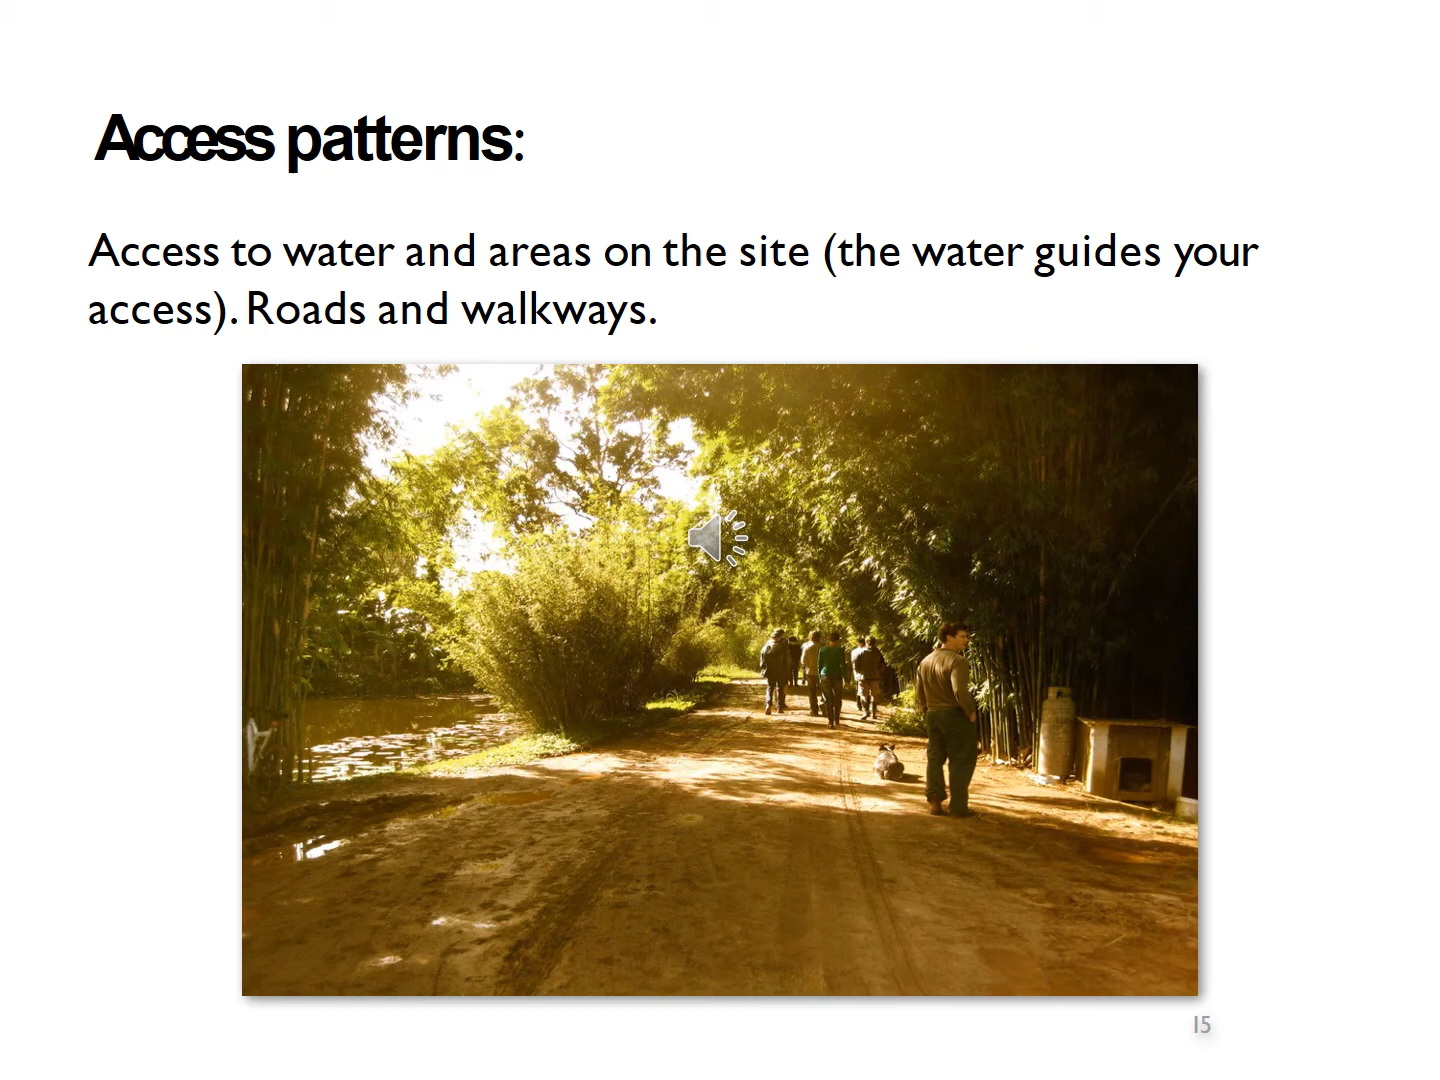 Access patterns:
Access to water and areas on the site (the water guides your
access). Roads and walkways.
15